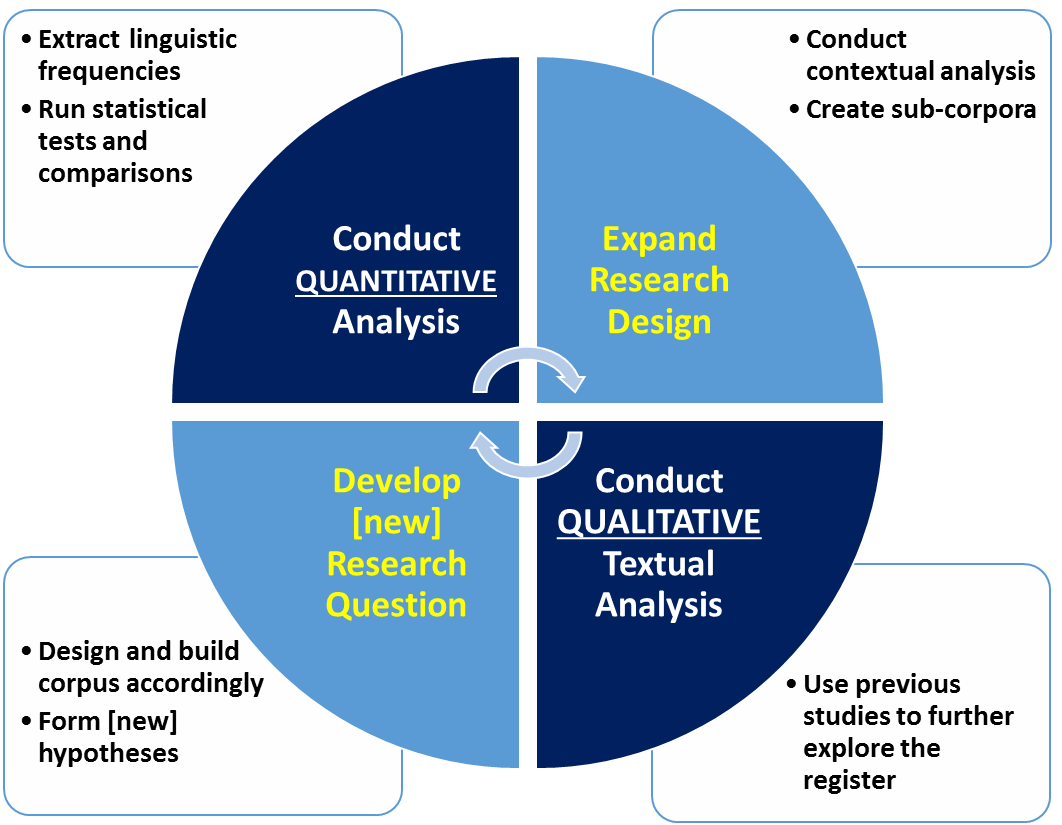 • Extract linguistic
frequencies
• Run statistical
tests and
comparisons
• Conduct
contextual analysis
• Create sub-corpora
Conduct
QUANTITATIVE
Analysis
Expand
Research
Design
Develop
[new]
Research
Question
Conduct
QUALITATIVE
Textual
Analysis
• Design and build
corpus accordingly
• Form [new]
hypotheses
• Use previous
studies to further
explore the
register